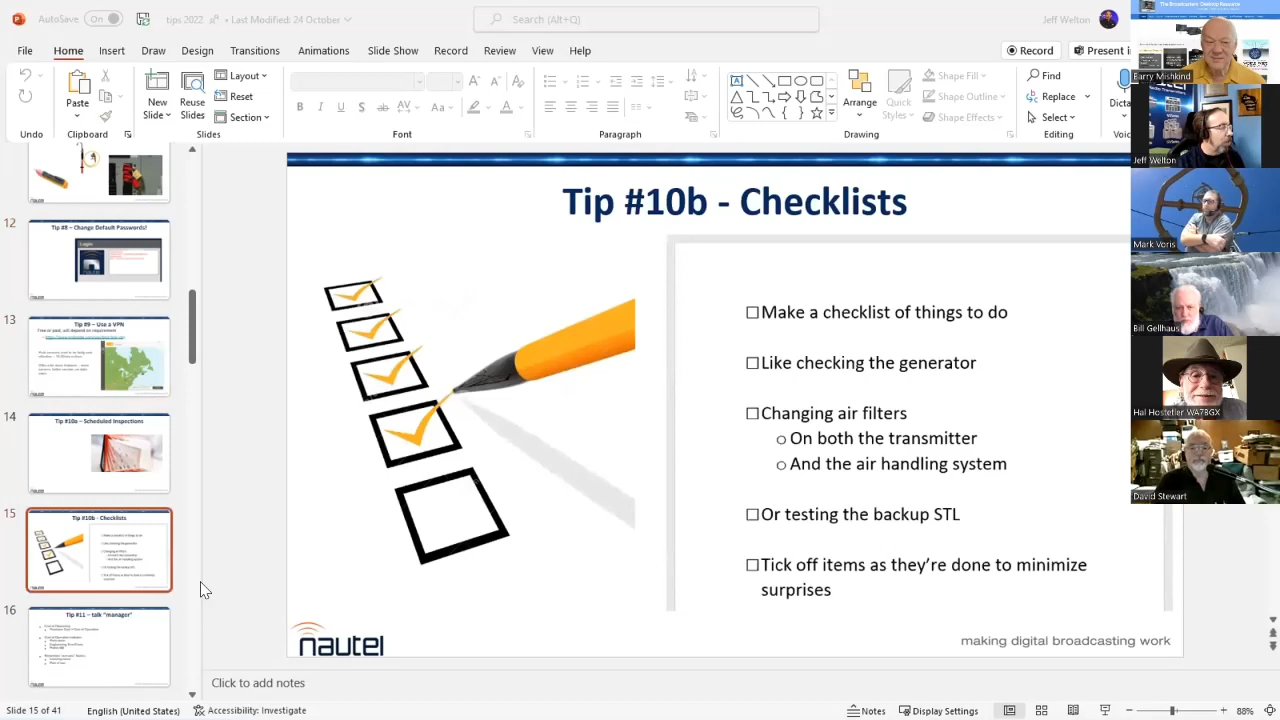 PowerPoint AutoSave On tips 2022 • Last Modified: 24 October Search (Alt+Q) Jeff Welton
File Home Insert Draw Design Transitions Animations Slide Show Help Record Present in
Undo
Paste
Clipboard
New Slide
Reuse Slides
Layout
Reset
Section
Slides
Font
Paragraph
Arrange
Shape Fill
Shape Outline
Shape Effects
Drawing
Find
Replace
Select
Editing
The Broadcasters' Desktop Resource
Barry Mishkind
Jeff Welton
Mark Voris
Bill Gellhaus
Hal Hostetler WA7BGX
David Stewart
12
Tip #8 – Change Default Passwords!
13
Tip #9 – Use a VPN
14
Tip #10a – Scheduled Inspections
15
Tip #10b - Checklists
16
Tip #11 – talk "manager"
Tip #10b - Checklists
Make a checklist of things to do
Like checking the generator
Changing air filters
o On both the transmitter
o And the air handling system
Or testing the backup STL
Tick off items as they're done to minimize
surprises
nautel
making digital broadcasting work
Click to add notes
Slide 15 of 41 English (United States) Accessibility: Investigate Notes Display Settings 88%